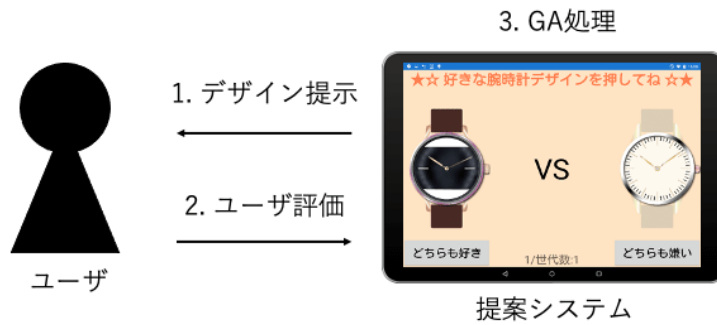 3. GA処理
1. デザイン提示
2. ユーザ評価
ユーザ
★☆ 好きな腕時計デザインを押してね ☆★
VS
どちらも好き
1/世代数:1
どちらも嫌い
提案システム